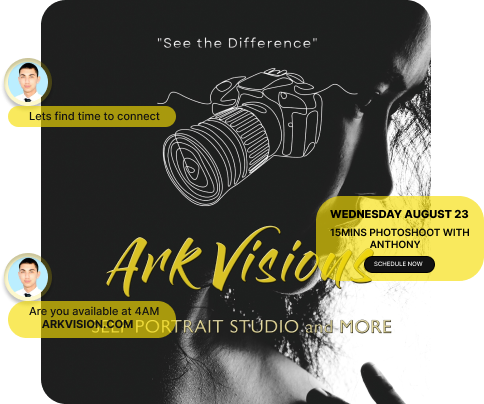 "See the Difference"
Lets find time to connect
WEDNESDAY AUGUST 23
15MINS PHOTOSHOOT WITH
ANTHONY
SCHEDULE NOW
Ark Visions
Are you available at 4AM
ARKVISION.COM
SELF PORTRAIT STUDIO and MORE